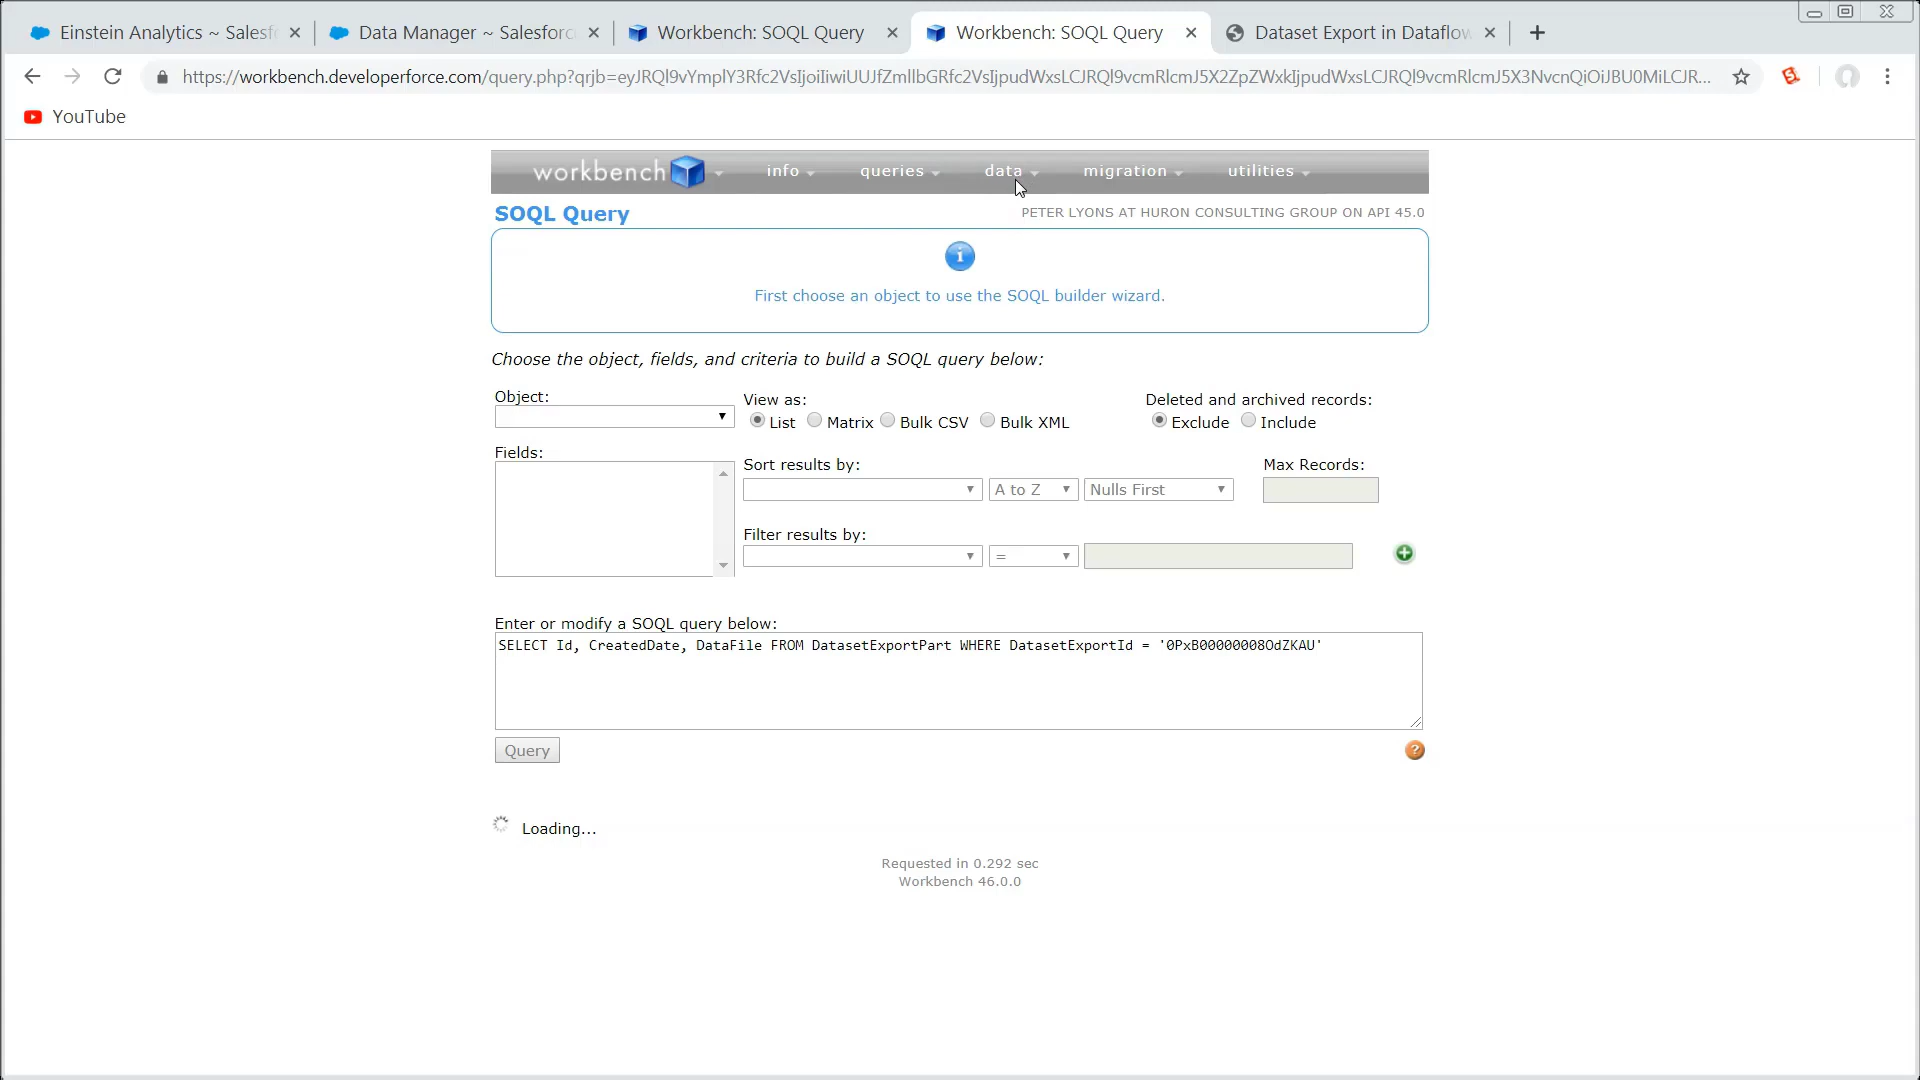 Einstein Analytics ~ Salesf
Data Manager ~ Salesforc
Workbench: SOQL Query
Workbench: SOQL Query
Dataset Export in Dataflow
https://workbench.developerforce.com/query.php?qrjb=eyJRQl9vYmplY3Rfc2VsIjoiIiwiUUJfZmllbGRfc2VsIjpudWxsLCJRQl9vcmRlcmJ5X2ZpZWxkIjpudWxsLCJRQl9vcmRlcmJ5X3NvcnQiOiJBU0MiLCJR...
YouTube
workbench
info
queries
data
migration
utilities
SOQL Query
PETER LYONS AT HURON CONSULTING GROUP ON API 45.0
First choose an object to use the SOQL builder wizard.
Choose the object, fields, and criteria to build a SOQL query below:
Object:
View as:
Deleted and archived records:
List
Matrix
Bulk CSV
Bulk XML
Exclude
Include
Fields:
Sort results by:
Max Records:
A to Z
Nulls First
Filter results by:
=
Enter or modify a SOQL query below:
SELECT Id, CreatedDate, DataFile FROM DatasetExportPart WHERE DatasetExportId = '0PxB00000008OdZKAU'
Query
Loading...
Requested in 0.292 sec
Workbench 46.0.0